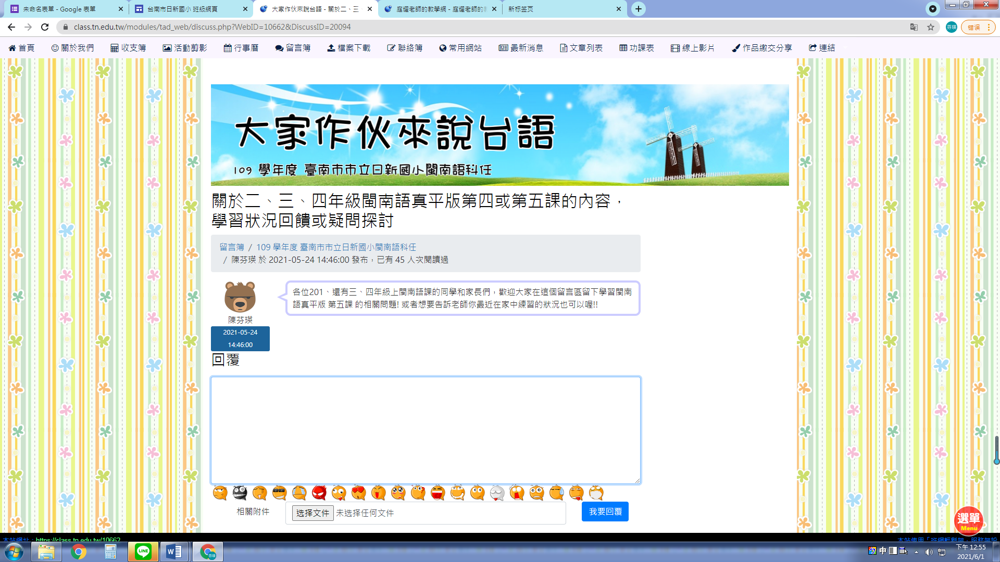 未命名表單 - Google 表單
台南市日新國小 班級網頁
大家作伙來說台語 - 關於二、三
庭燿老師的教學網 - 庭燿老師的
新标签页
class.tn.edu.tw/modules/tad_web/discuss.php?WebID=10662&DiscussID=20094
芬瑛
错误
首頁 關於我們 收支簿 活動剪影 行事曆 留言簿 檔案下載 聯絡簿 常用網站 最新消息 文章列表 功課表 線上影片 作品繳交分享 連結
大家作伙來說台語
109 學年度 臺南市市立日新國小閩南語科任
關於二、三、四年級閩南語真平版第四或第五課的內容，
學習狀況回饋或疑問探討
留言簿 / 109 學年度 臺南市市立日新國小閩南語科任
/ 陳芬瑛 於 2021-05-24 14:46:00 發布，已有 45 人次閱讀過
各位201、還有三、四年級上閩南語課的同學和家長們，歡迎大家在這個留言區留下學習閩南
語真平版 第五課 的相關問題! 或者想要告訴老師你最近在家中練習的狀況也可以喔!!
陳芬瑛
2021-05-24
14:46:00
回覆
相關附件
选择文件 未选择任何文件
我要回覆
選單
Menu
本站網址：https://class.tn.edu.tw/10662
本站使用「班網輕鬆架」服務架設
LINE
W
芬瑛
中
下午 12:55
2021/6/1